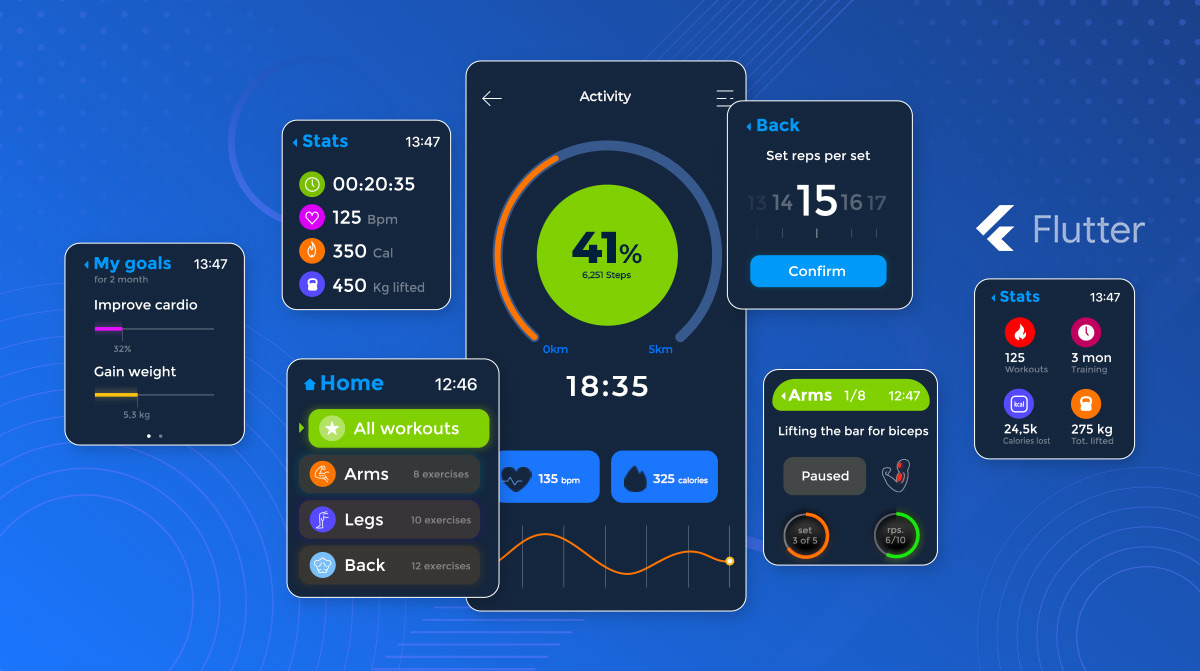 My goals 13:47
for 2 month
Improve cardio
32%
Gain weight
5,3 kg
Stats 13:47
00:20:35
125 Bpm
350 Cal
450 Kg lifted
Home 12:46
All workouts
Arms 8 exercises
Legs 10 exercises
Back 12 exercises
Activity
41%
6,251 Steps
0km 5km
18:35
135 bpm 325 calories
Back
Set reps per set
13 14 15 16 17
Confirm
Arms 1/8 12:47
Lifting the bar for biceps
Paused
set rps.
3 of 5 6/10
Flutter
Stats 13:47
125 3 mon
Workouts Training
kcal
24,5k 275 kg
Calories lost Tot. lifted